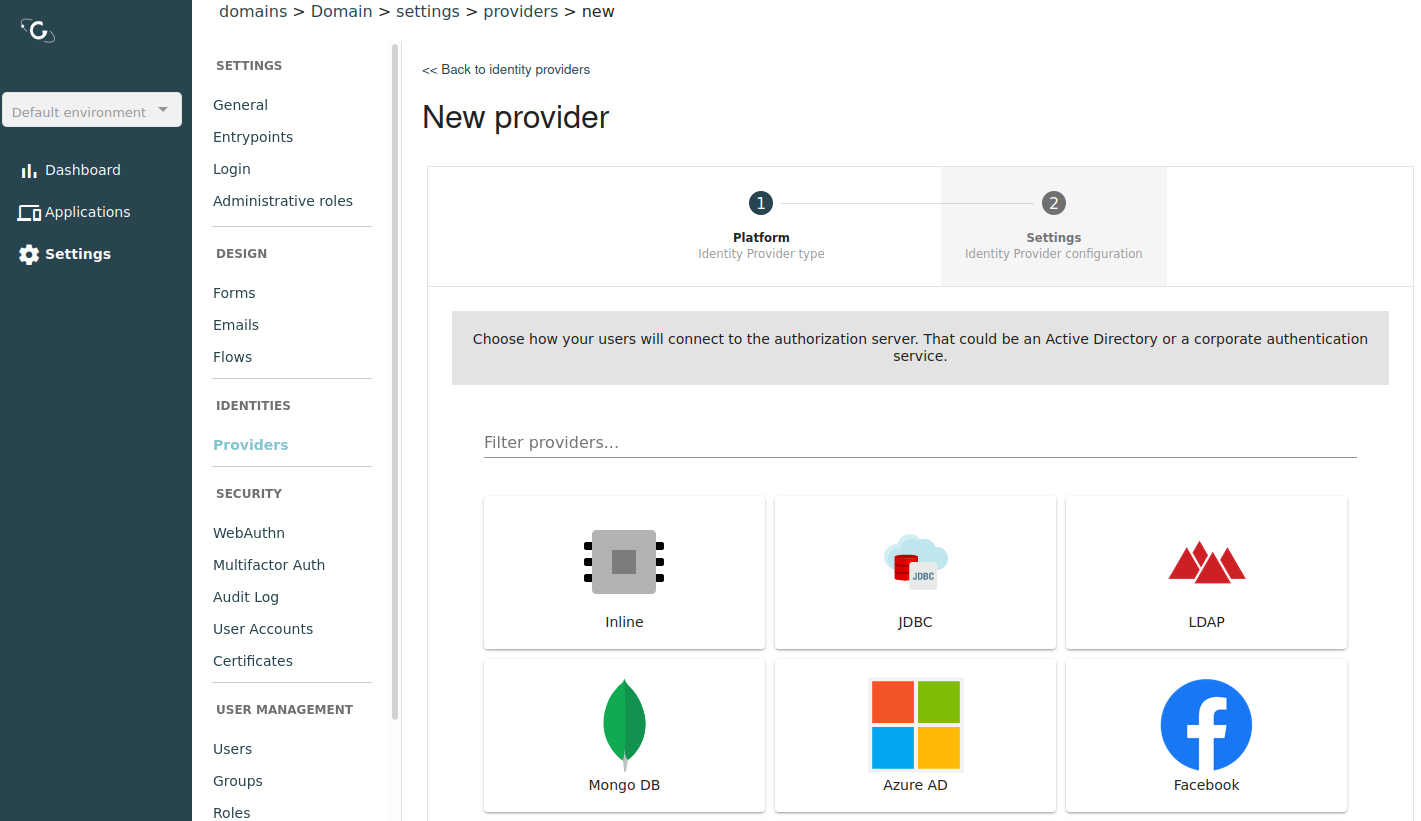 domains > Domain > settings > providers > new
Default environment
Dashboard
Applications
Settings
SETTINGS
General
Entrypoints
Login
Administrative roles
DESIGN
Forms
Emails
Flows
IDENTITIES
Providers
SECURITY
WebAuthn
Multifactor Auth
Audit Log
User Accounts
Certificates
USER MANAGEMENT
Users
Groups
Roles
<< Back to identity providers
New provider
1
Platform
Identity Provider type
2
Settings
Identity Provider configuration
Choose how your users will connect to the authorization server. That could be an Active Directory or a corporate authentication
service.
Filter providers...
Inline
JDBC
JDBC
LDAP
Mongo DB
Azure AD
Facebook